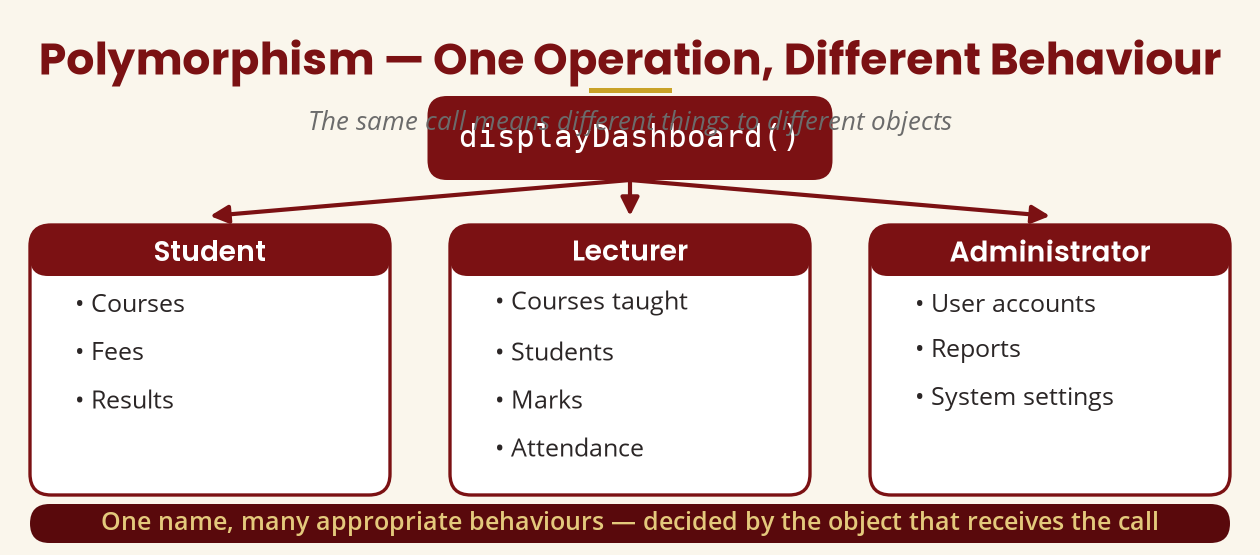 Polymorphism — One Operation, Different Behaviour
The same call means different things to different objects
displayDashboard()
Student
• Courses
• Fees
• Results
Lecturer
• Courses taught
• Students
• Marks
• Attendance
Administrator
• User accounts
• Reports
• System settings
One name, many appropriate behaviours — decided by the object that receives the call